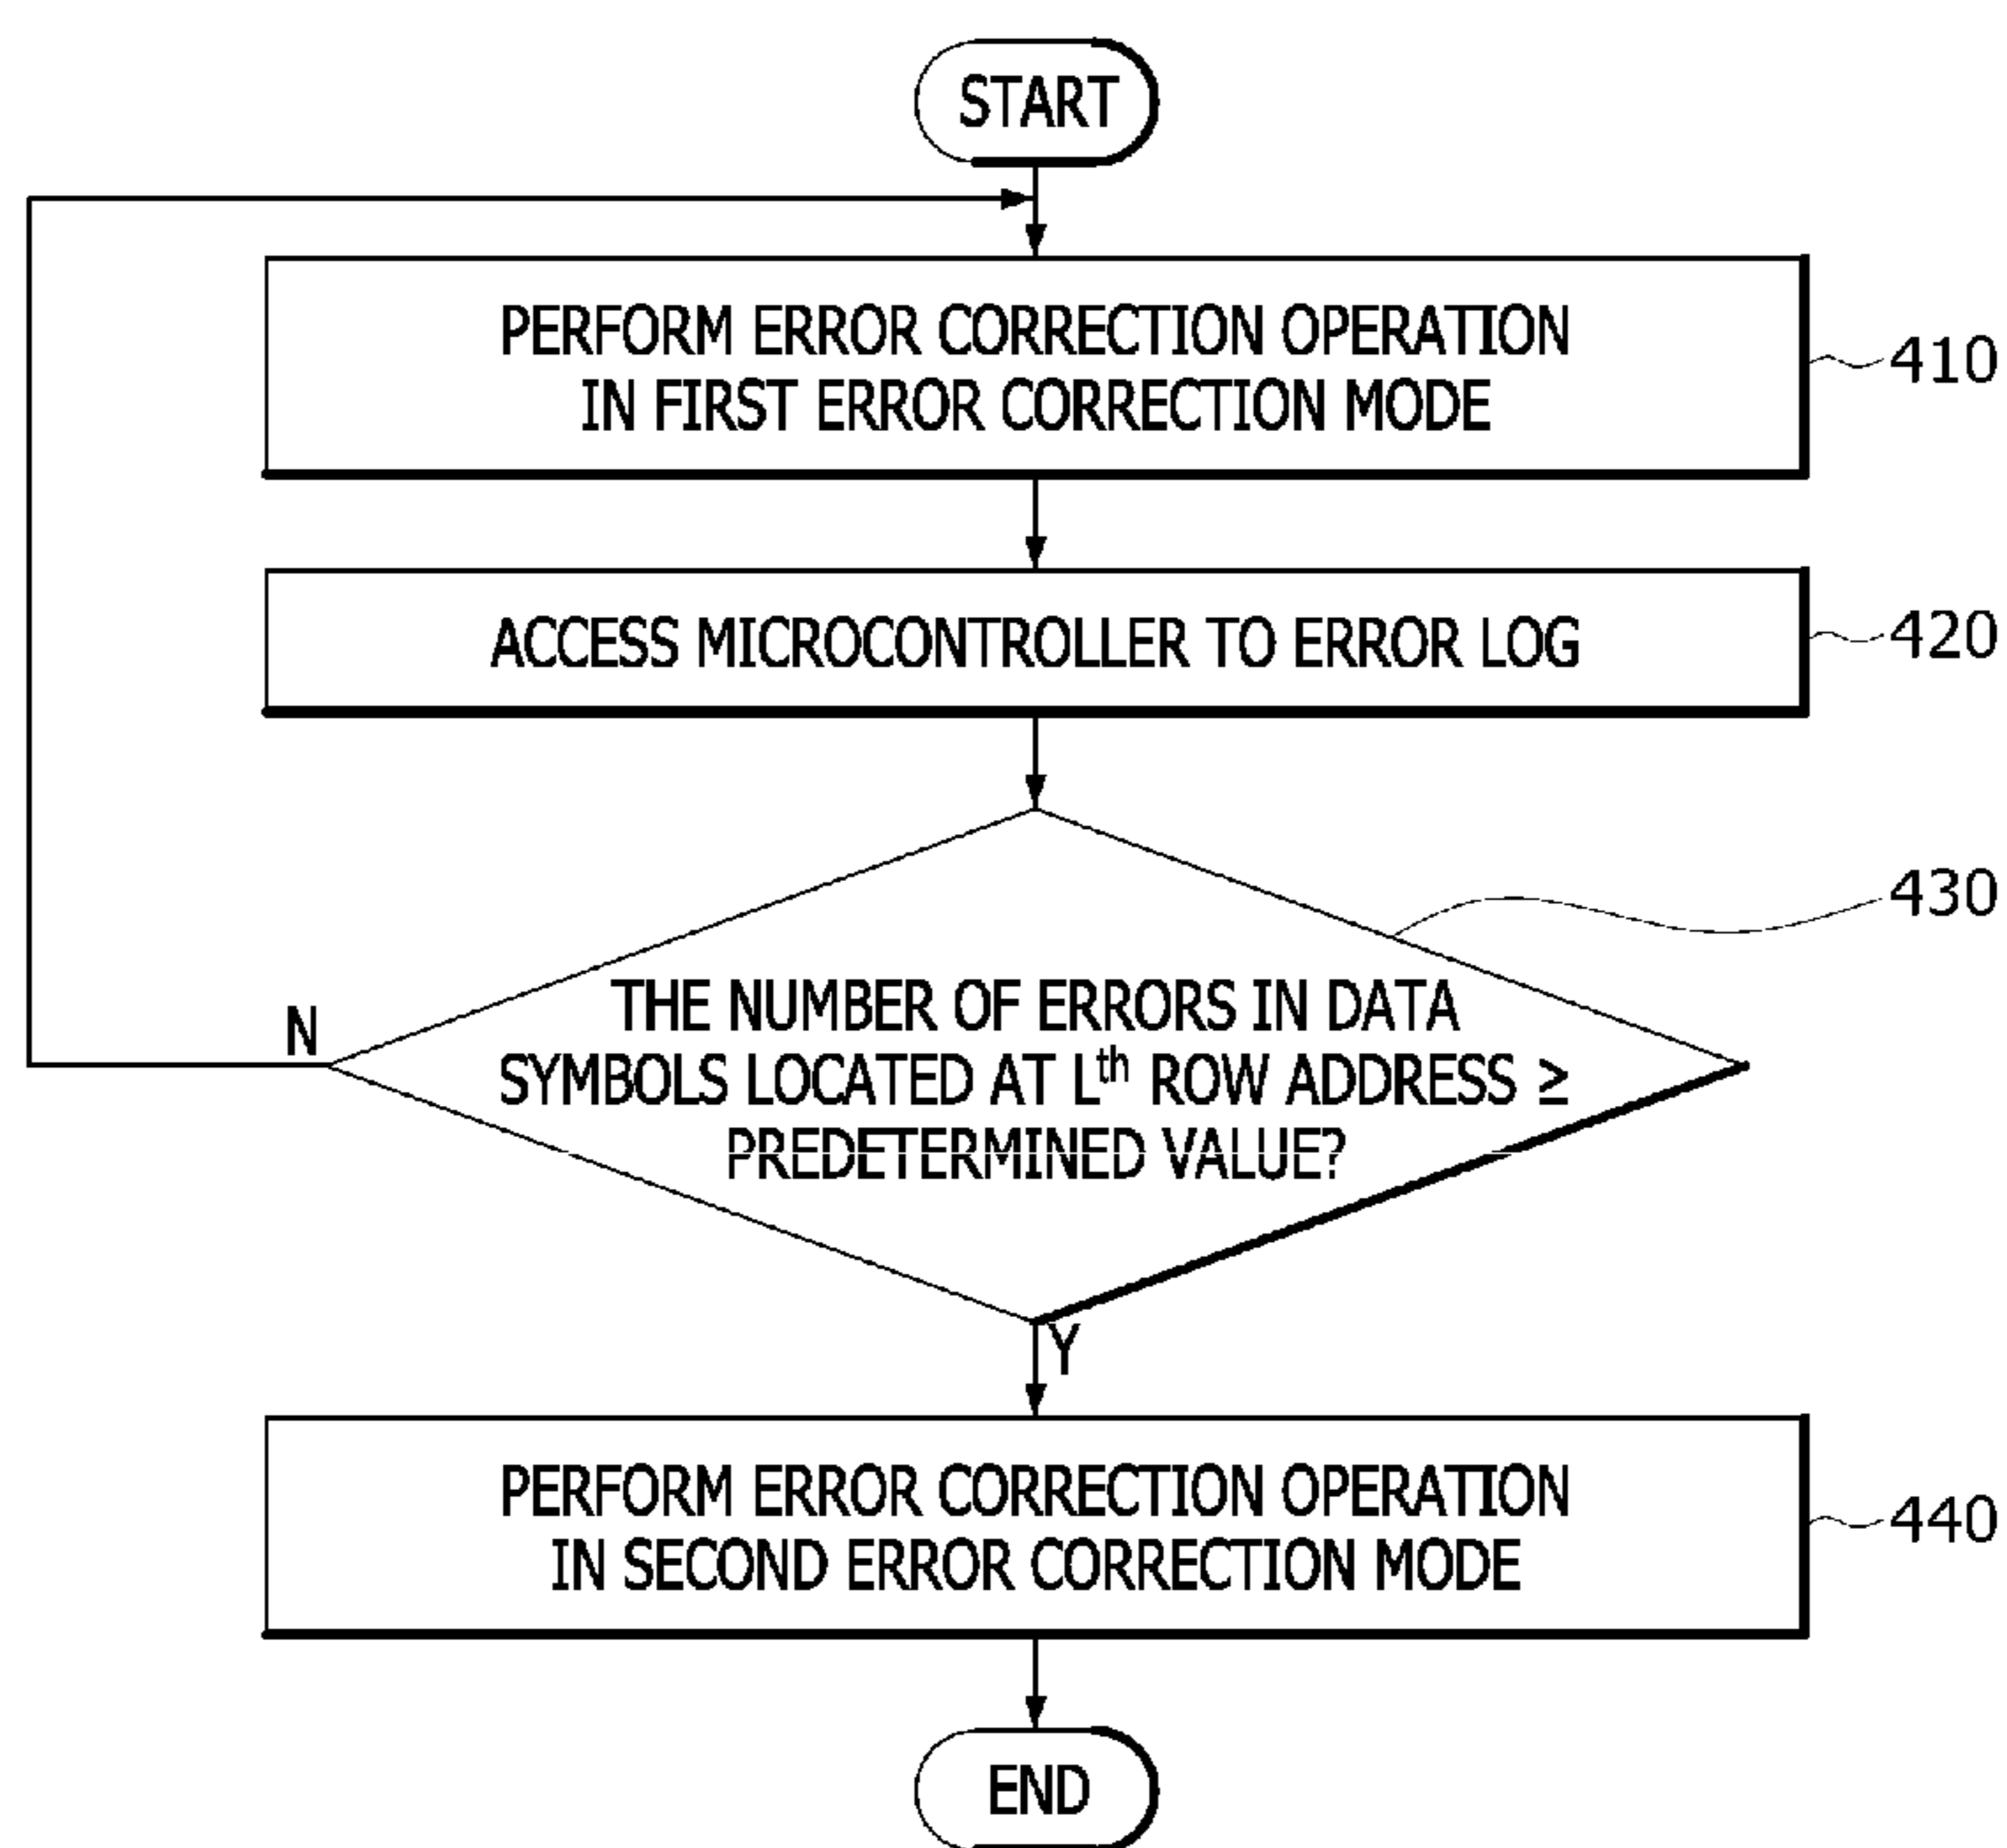 START
PERFORM ERROR CORRECTION OPERATION
IN FIRST ERROR CORRECTION MODE
410
ACCESS MICROCONTROLLER TO ERROR LOG
420
430
THE NUMBER OF ERRORS IN DATA
SYMBOLS LOCATED AT Lth ROW ADDRESS ≥
PREDETERMINED VALUE?
N
Y
PERFORM ERROR CORRECTION OPERATION
IN SECOND ERROR CORRECTION MODE
440
END